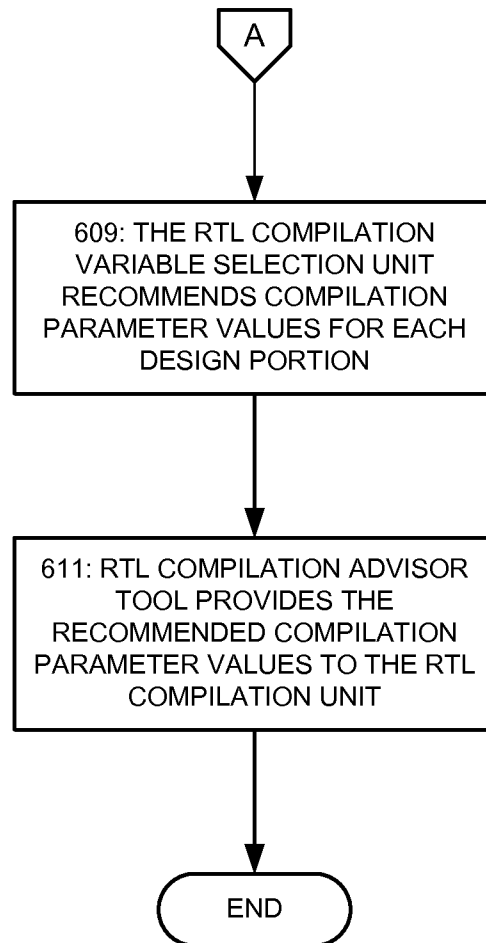 A
609: THE RTL COMPILATION
VARIABLE SELECTION UNIT
RECOMMENDS COMPILATION
PARAMETER VALUES FOR EACH
DESIGN PORTION
611: RTL COMPILATION ADVISOR
TOOL PROVIDES THE
RECOMMENDED COMPILATION
PARAMETER VALUES TO THE RTL
COMPILATION UNIT
END